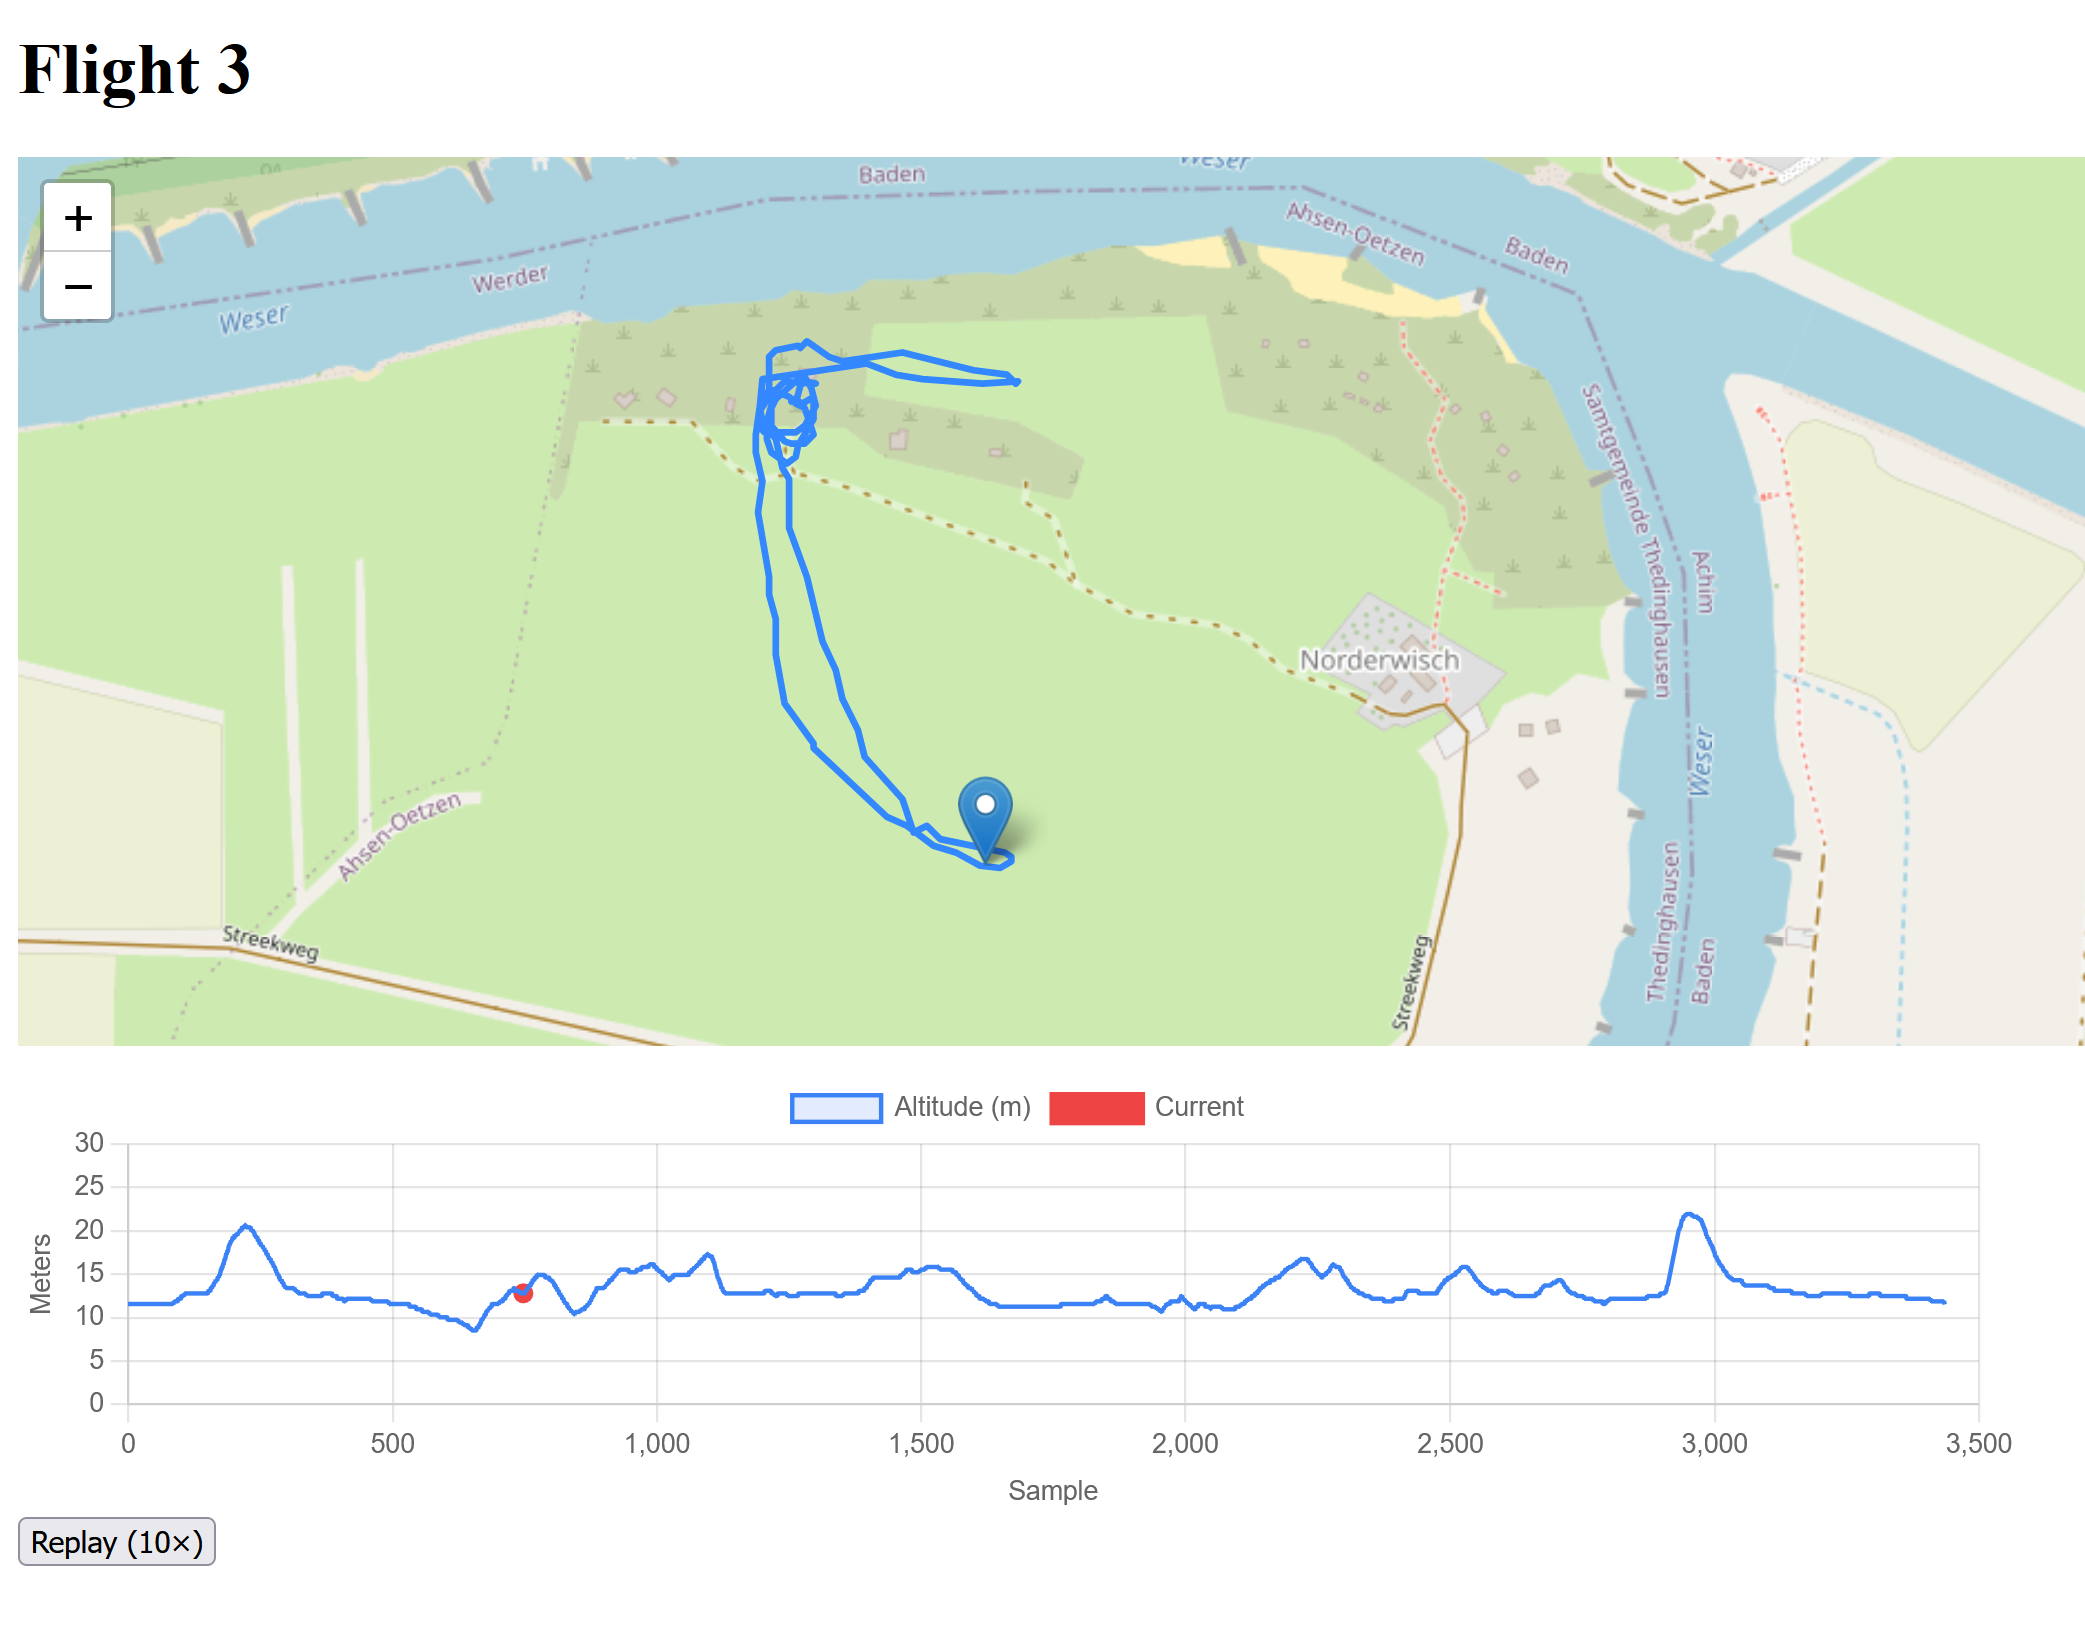 Flight 3
+
−
Baden
Weser
Ahsen-Oetzen
Baden
Werder
Weser
Samtgemeinde Thedinghausen
Achim
Norderwisch
Weser
Ahsen-Oetzen
Streekweg
Streekweg
Thedinghausen
Baden
Altitude (m)
Current
30
25
20
15
10
5
0
Meters
0 500 1,000 1,500 2,000 2,500 3,000 3,500
Sample
Replay (10×)